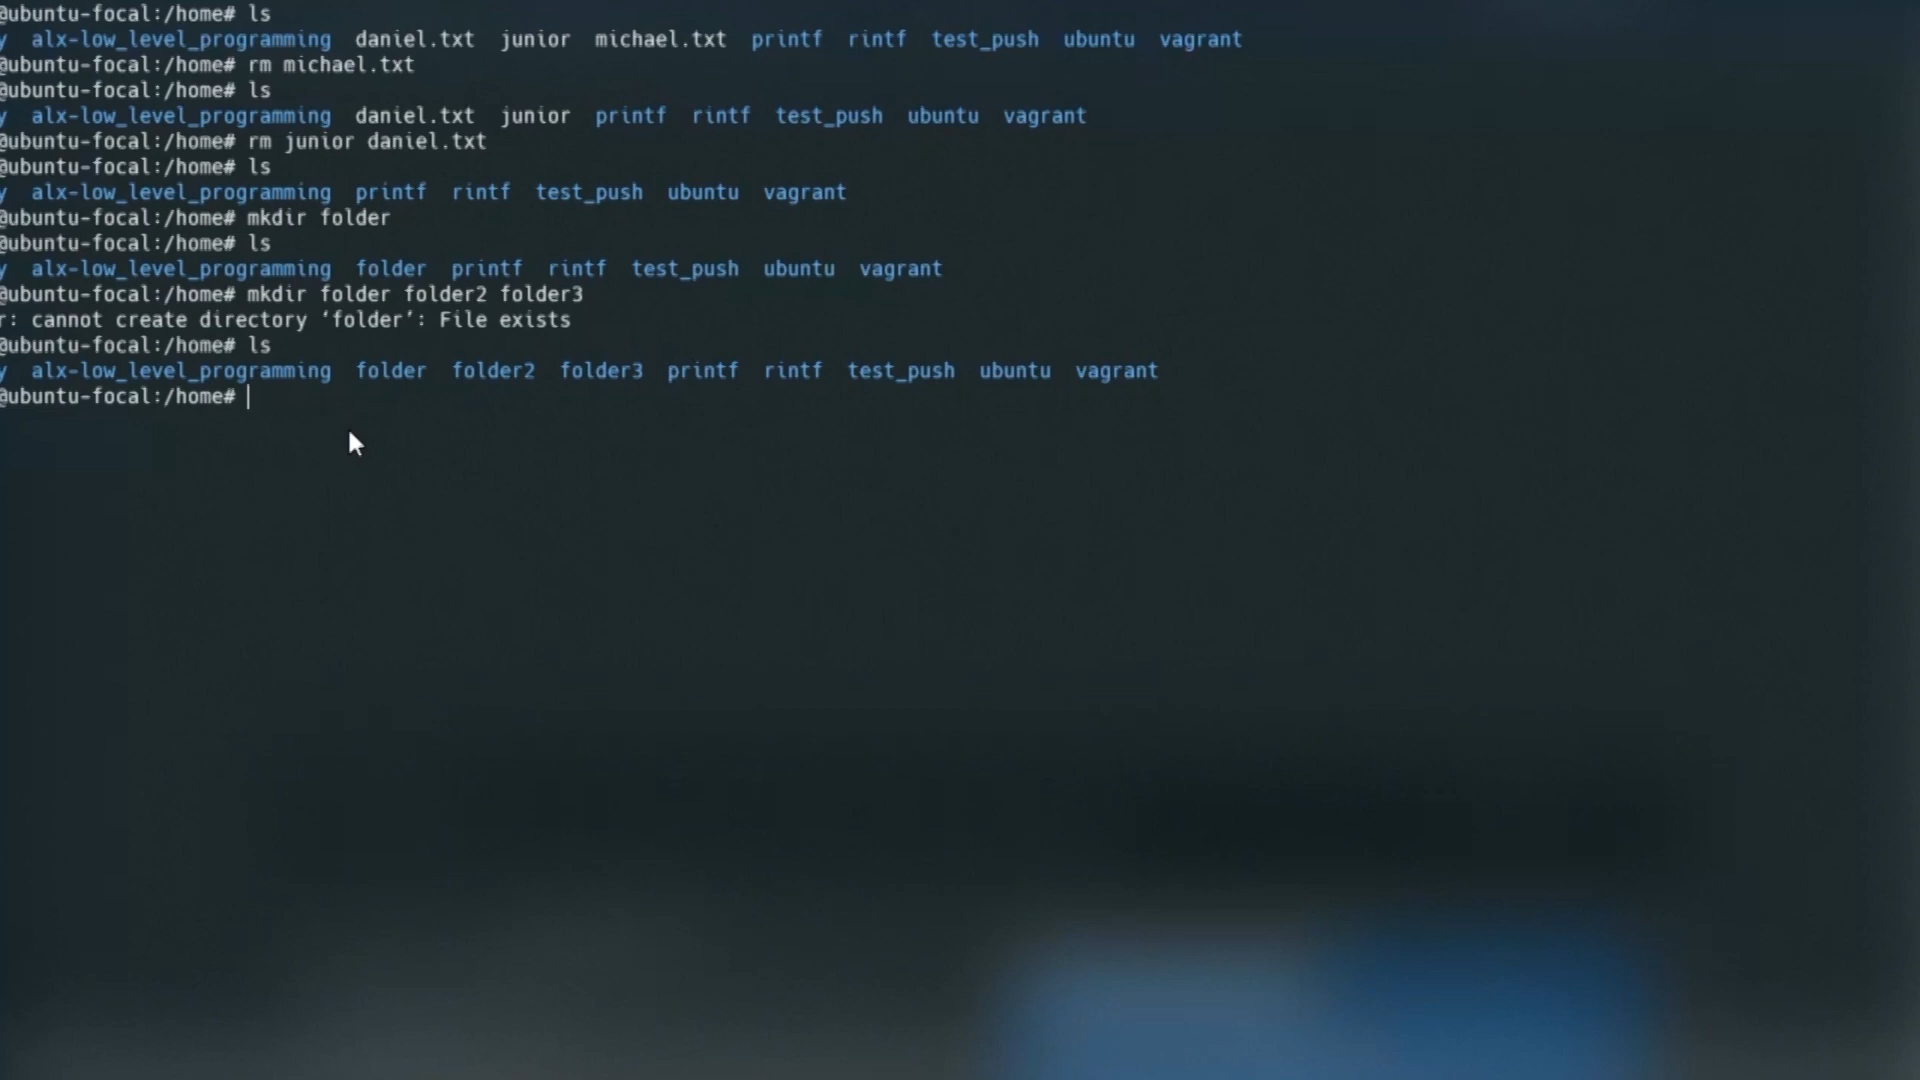 @ubuntu-focal:/home# ls
y alx-low_level_programming daniel.txt junior michael.txt printf rintf test_push ubuntu vagrant
@ubuntu-focal:/home# rm michael.txt
@ubuntu-focal:/home# ls
y alx-low_level_programming daniel.txt junior printf rintf test_push ubuntu vagrant
@ubuntu-focal:/home# rm junior daniel.txt
@ubuntu-focal:/home# ls
y alx-low_level_programming printf rintf test_push ubuntu vagrant
@ubuntu-focal:/home# mkdir folder
@ubuntu-focal:/home# ls
y alx-low_level_programming folder printf rintf test_push ubuntu vagrant
@ubuntu-focal:/home# mkdir folder folder2 folder3
r: cannot create directory ‘folder’: File exists
@ubuntu-focal:/home# ls
y alx-low_level_programming folder folder2 folder3 printf rintf test_push ubuntu vagrant
@ubuntu-focal:/home#